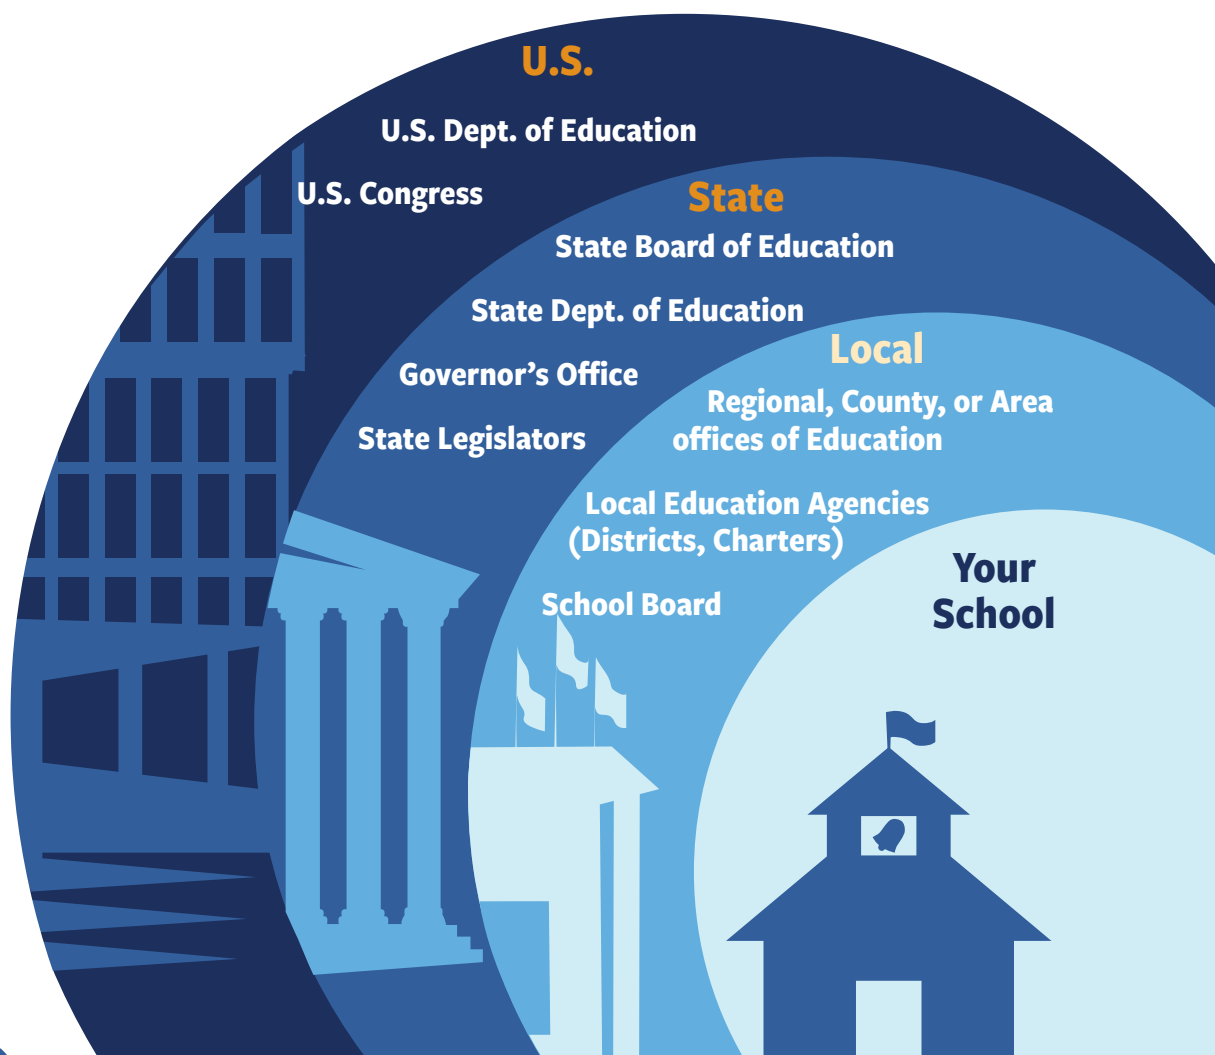 U.S.
U.S. Dept. of Education
U.S. Congress
State
State Board of Education
State Dept. of Education
Governor’s Office
State Legislators
Local
Regional, County, or Area
offices of Education
Local Education Agencies
(Districts, Charters)
School Board
Your
School